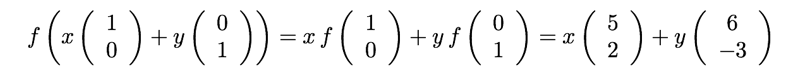 f ( x ( 1 0 ) + y ( 0 1 ) ) = x f ( 1 0 ) + y f ( 0 1 ) = x ( 5 2 ) + y ( 6 −3 )